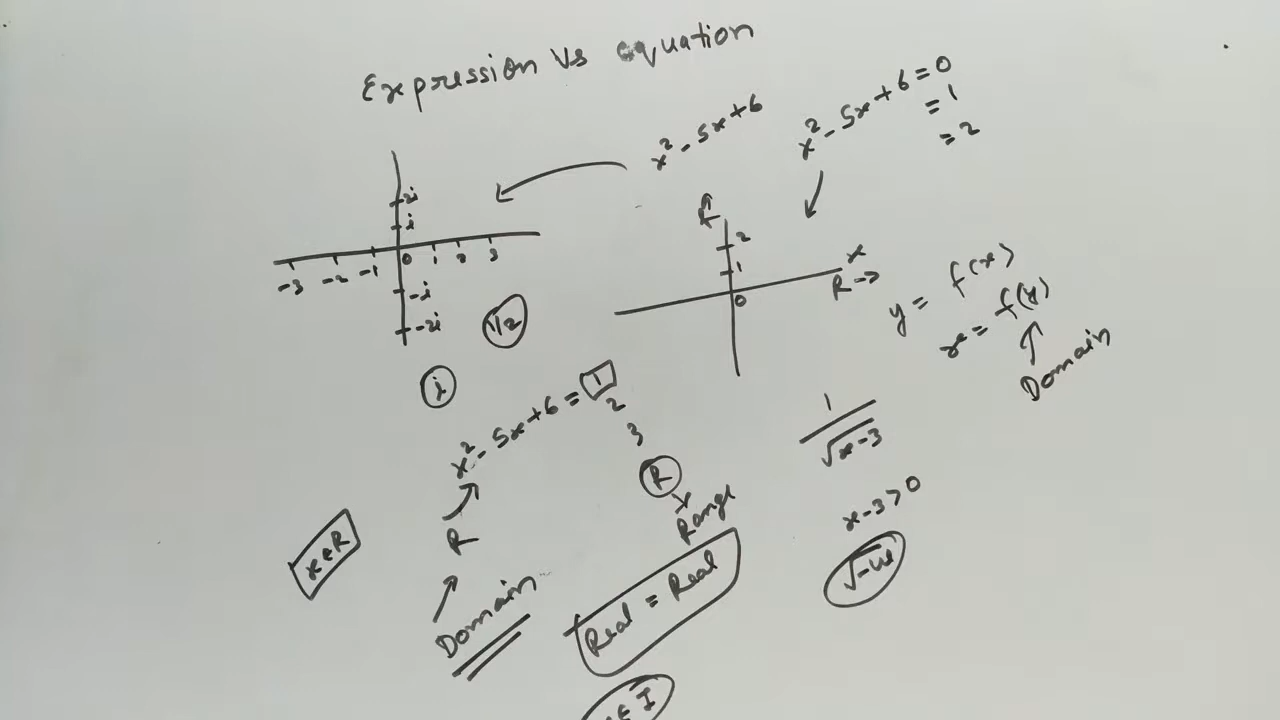 Expression Vs equation
x² - 5x + 6
x² - 5x + 6 = 0
= 1
= 2
2i
i
-3 -2 -1 0 1 2 3
-i
-2i
R
2
1
0
x
R →
y = f(x)
x = f(y)
Domain
1/2
i
x² - 5x + 6 = 1
2
3
R
Range
R
Domain
x ∈ R
Real = Real
∈ I
1
√x-3
x-3 > 0
√-ve